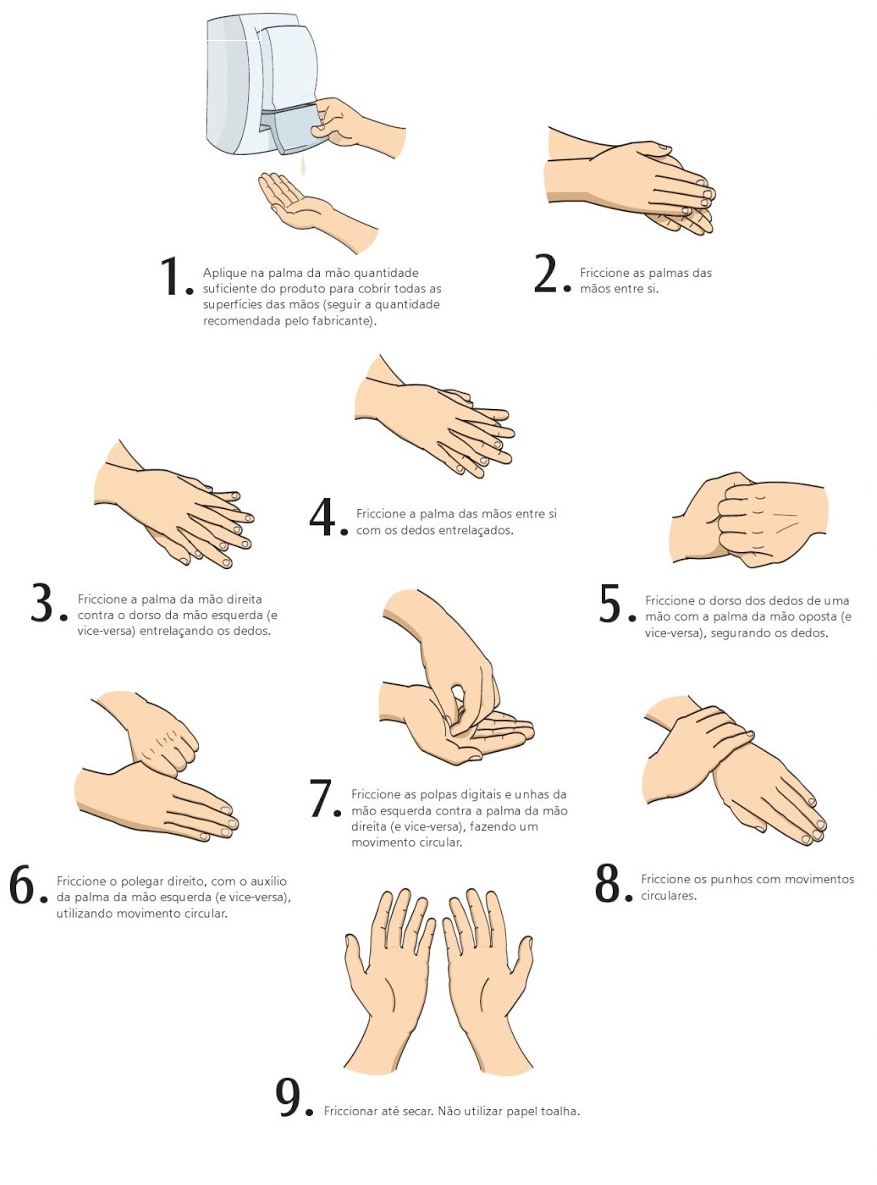 1. Aplique na palma da mão quantidade
suficiente do produto para cobrir todas as
superfícies das mãos (seguir a quantidade
recomendada pelo fabricante).
2. Friccione as palmas das
mãos entre si.
3. Friccione a palma da mão direita
contra o dorso da mão esquerda (e
vice-versa) entrelaçando os dedos.
4. Friccione a palma das mãos entre si
com os dedos entrelaçados.
5. Friccione o dorso dos dedos de uma
mão com a palma da mão oposta (e
vice-versa), segurando os dedos.
6. Friccione o polegar direito, com o auxílio
da palma da mão esquerda (e vice-versa),
utilizando movimento circular.
7. Friccione as polpas digitais e unhas da
mão esquerda contra a palma da mão
direita (e vice-versa), fazendo um
movimento circular.
8. Friccione os punhos com movimentos
circulares.
9. Friccionar até secar. Não utilizar papel toalha.